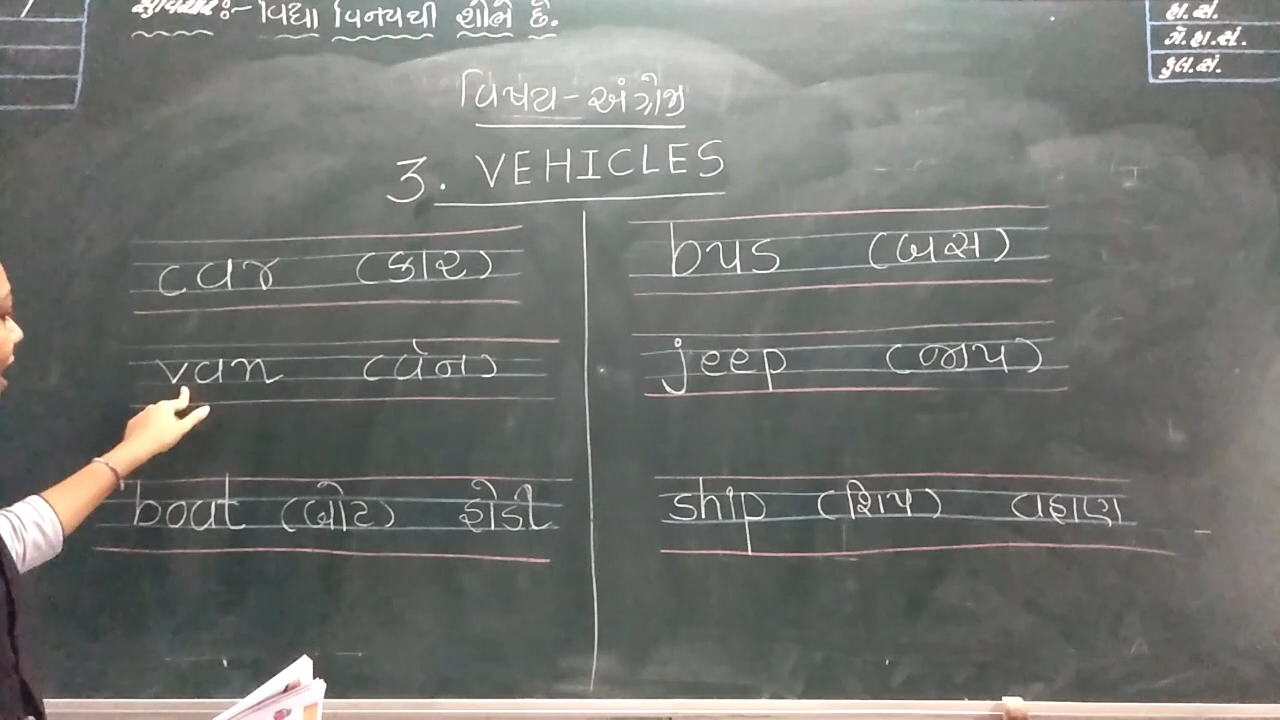 સુવિચાર :- વિદ્યા વિનયથી શોભે છે.
હા.સં.
ગે.હા.સં.
કુલ.સં.
વિષય - અંગ્રેજી
3. VEHICLES
car (કાર)
van (વેન)
boat (બોટ) હોડી
bus (બસ)
jeep (જીપ)
ship (શિપ) વહાણ